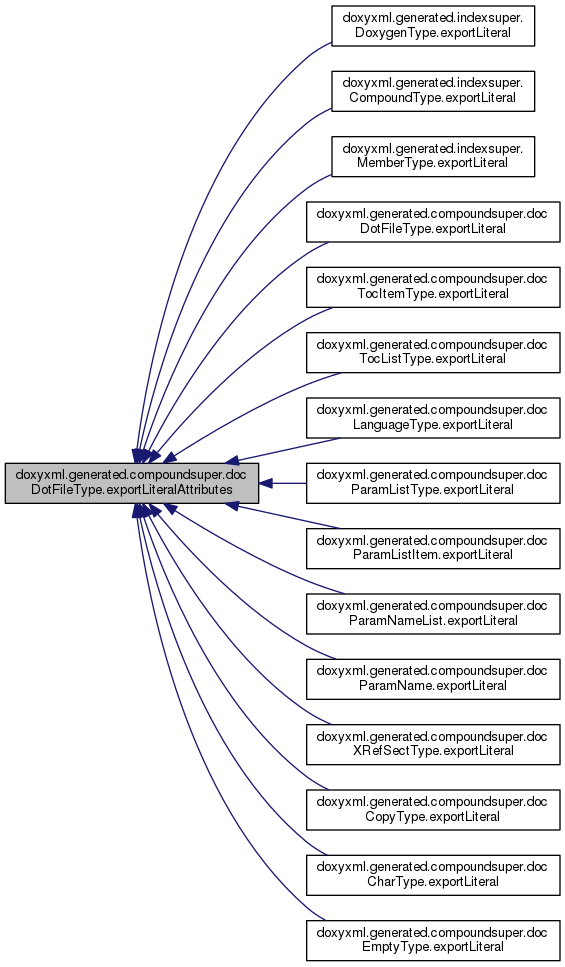 doxyxml.generated.indexsuper.
DoxygenType.exportLiteral
doxyxml.generated.indexsuper.
CompoundType.exportLiteral
doxyxml.generated.indexsuper.
MemberType.exportLiteral
doxyxml.generated.compoundsuper.doc
DotFileType.exportLiteral
doxyxml.generated.compoundsuper.doc
TocItemType.exportLiteral
doxyxml.generated.compoundsuper.doc
TocListType.exportLiteral
doxyxml.generated.compoundsuper.doc
LanguageType.exportLiteral
doxyxml.generated.compoundsuper.doc
DotFileType.exportLiteralAttributes
doxyxml.generated.compoundsuper.doc
ParamListType.exportLiteral
doxyxml.generated.compoundsuper.doc
ParamListItem.exportLiteral
doxyxml.generated.compoundsuper.doc
ParamNameList.exportLiteral
doxyxml.generated.compoundsuper.doc
ParamName.exportLiteral
doxyxml.generated.compoundsuper.doc
XRefSectType.exportLiteral
doxyxml.generated.compoundsuper.doc
CopyType.exportLiteral
doxyxml.generated.compoundsuper.doc
CharType.exportLiteral
doxyxml.generated.compoundsuper.doc
EmptyType.exportLiteral